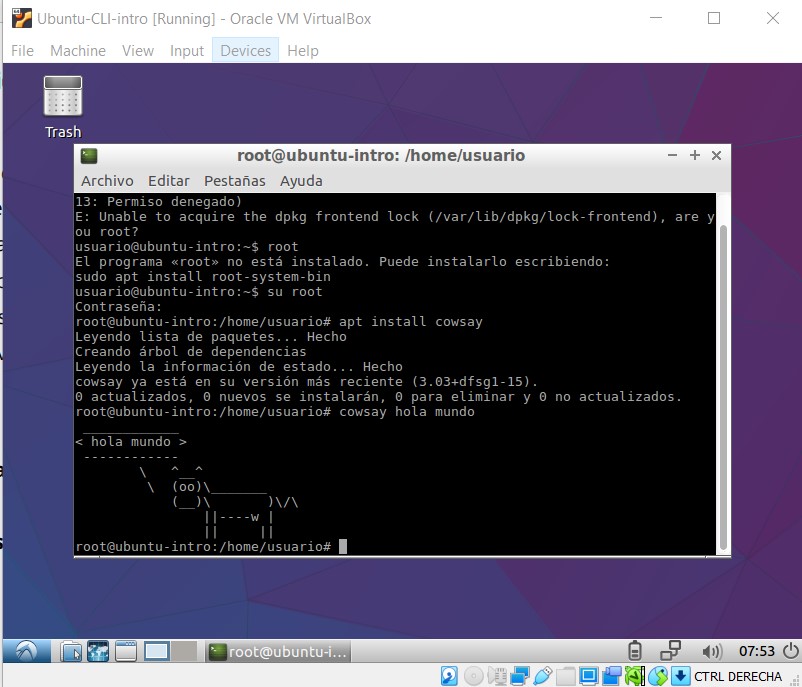 Ubuntu-CLI-intro [Running] - Oracle VM VirtualBox
File Machine View Input Devices Help
Trash
root@ubuntu-intro: /home/usuario
Archivo Editar Pestañas Ayuda
13: Permiso denegado)
E: Unable to acquire the dpkg frontend lock (/var/lib/dpkg/lock-frontend), are y
ou root?
usuario@ubuntu-intro:~$ root
El programa «root» no está instalado. Puede instalarlo escribiendo:
sudo apt install root-system-bin
usuario@ubuntu-intro:~$ su root
Contraseña:
root@ubuntu-intro:/home/usuario# apt install cowsay
Leyendo lista de paquetes... Hecho
Creando árbol de dependencias
Leyendo la información de estado... Hecho
cowsay ya está en su versión más reciente (3.03+dfsg1-15).
0 actualizados, 0 nuevos se instalarán, 0 para eliminar y 0 no actualizados.
root@ubuntu-intro:/home/usuario# cowsay hola mundo
 ____________
< hola mundo >
 ------------
        \   ^__^
         \  (oo)\_______
            (__)\       )\/\
                ||----w |
                ||     ||
root@ubuntu-intro:/home/usuario#
root@ubuntu-i...
07:53
CTRL DERECHA